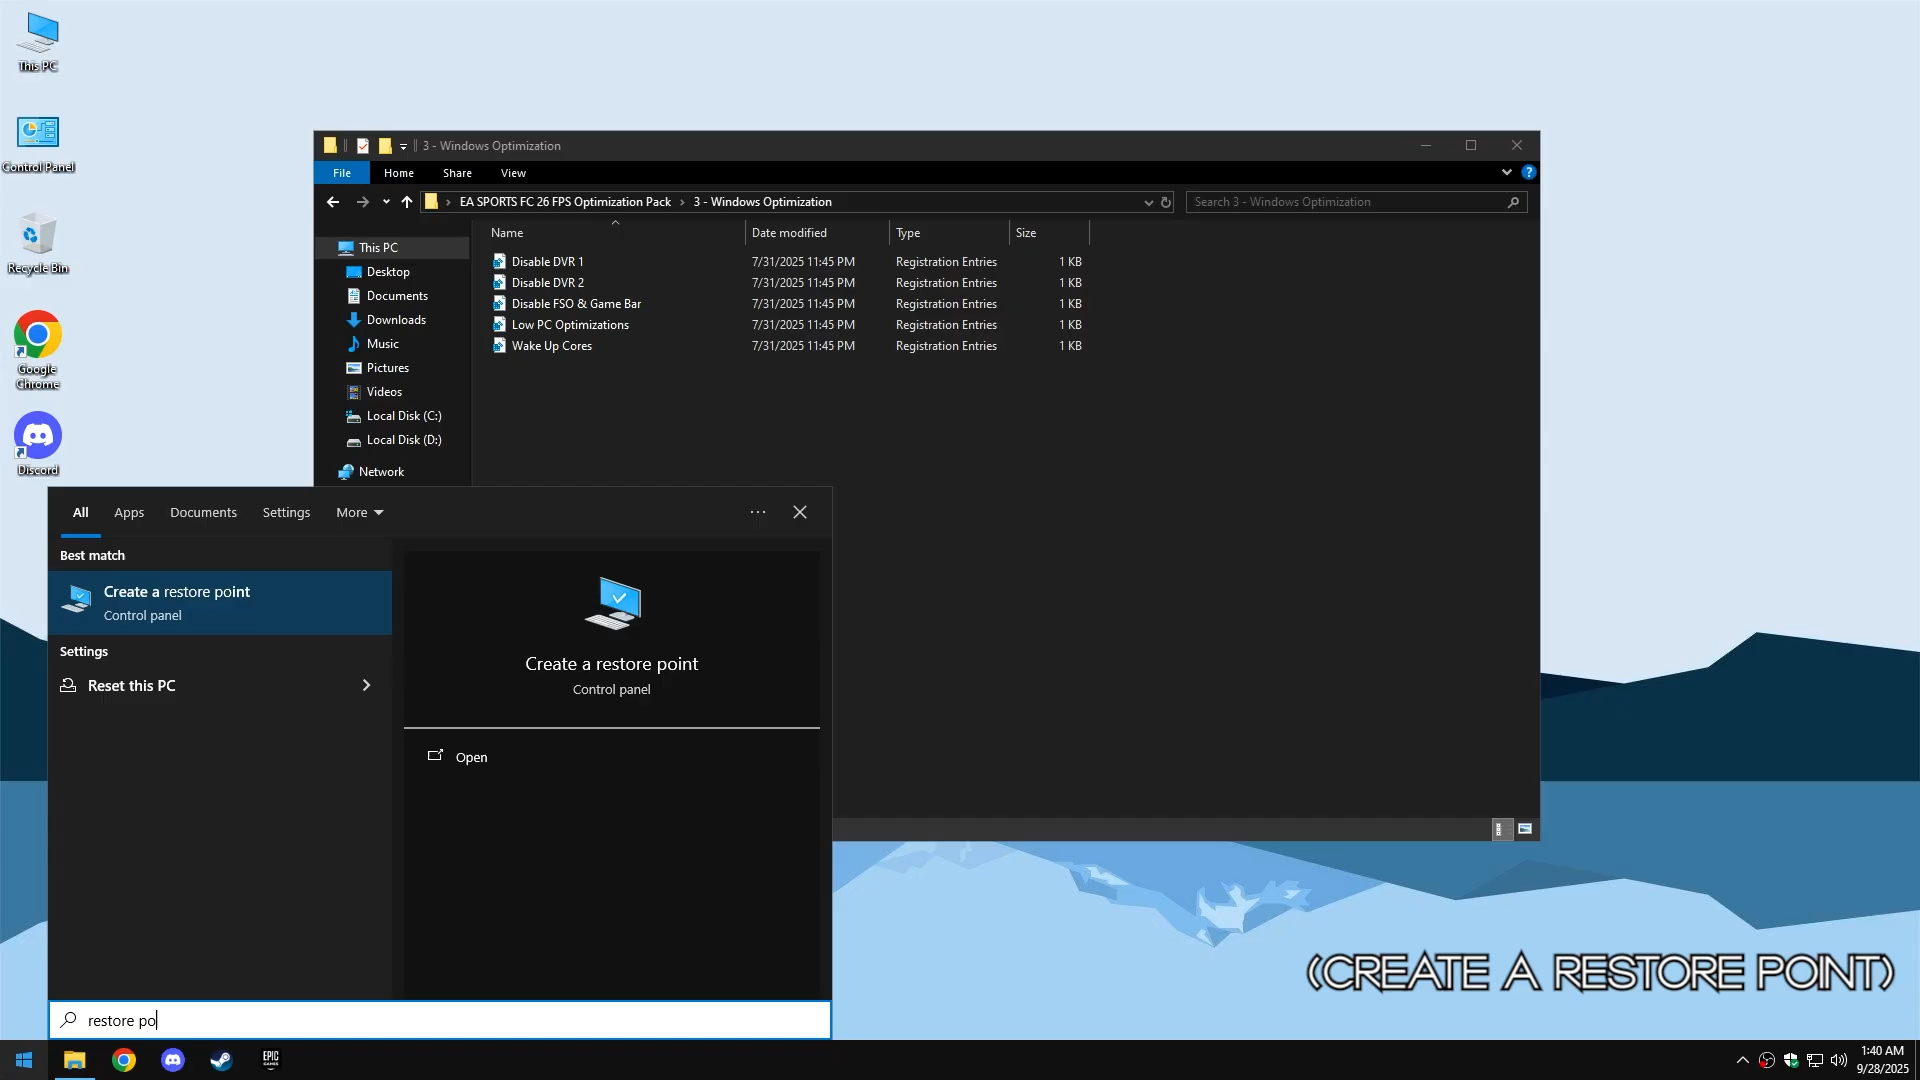 This PC
Control Panel
Recycle Bin
Google
Chrome
Discord
3 - Windows Optimization
File Home Share View
EA SPORTS FC 26 FPS Optimization Pack › 3 - Windows Optimization
Search 3 - Windows Optimization
Name Date modified Type Size
Disable DVR 1 7/31/2025 11:45 PM Registration Entries 1 KB
Disable DVR 2 7/31/2025 11:45 PM Registration Entries 1 KB
Disable FSO & Game Bar 7/31/2025 11:45 PM Registration Entries 1 KB
Low PC Optimizations 7/31/2025 11:45 PM Registration Entries 1 KB
Wake Up Cores 7/31/2025 11:45 PM Registration Entries 1 KB
This PC
Desktop
Documents
Downloads
Music
Pictures
Videos
Local Disk (C:)
Local Disk (D:)
Network
All Apps Documents Settings More
Best match
Create a restore point
Control panel
Settings
Reset this PC
Create a restore point
Control panel
Open
restore po
(CREATE A RESTORE POINT)
EPIC
GAMES
1:40 AM
9/28/2025